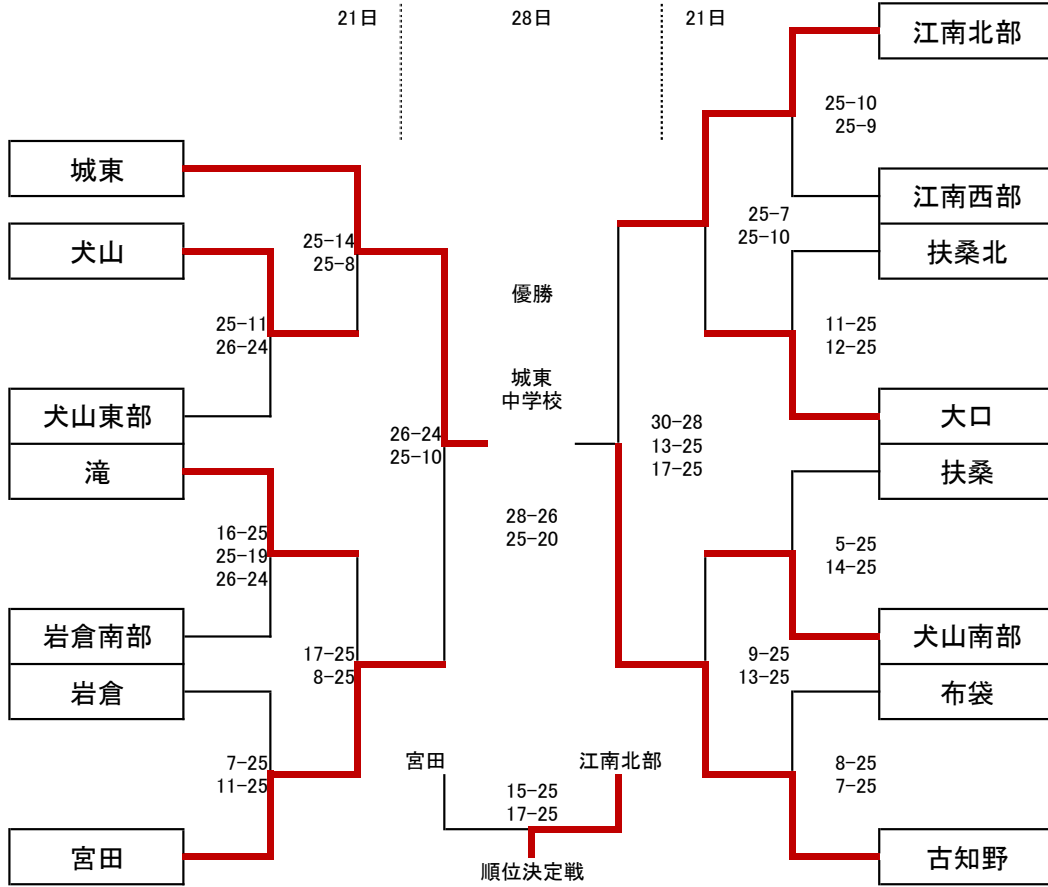 21日
28日
21日
江南北部
25-10
25-9
城東
江南西部
25-7
25-10
犬山
25-14
25-8
扶桑北
優勝
25-11
26-24
11-25
12-25
城東
中学校
犬山東部
大口
26-24
25-10
30-28
13-25
17-25
滝
扶桑
28-26
25-20
16-25
25-19
26-24
5-25
14-25
岩倉南部
犬山南部
17-25
8-25
9-25
13-25
岩倉
布袋
7-25
11-25
宮田
江南北部
8-25
7-25
15-25
17-25
宮田
順位決定戦
古知野